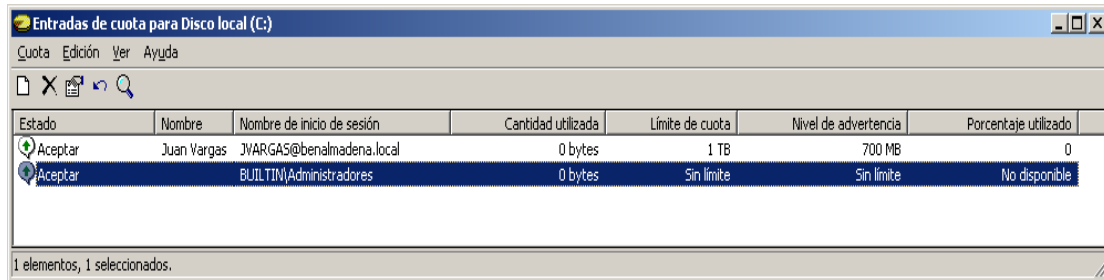 Entradas de cuota para Disco local (C:)
Cuota Edición Ver Ayuda
Estado Nombre Nombre de inicio de sesión Cantidad utilizada Límite de cuota Nivel de advertencia Porcentaje utilizado
Aceptar Juan Vargas JVARGAS@benalmadena.local 0 bytes 1 TB 700 MB 0
Aceptar BUILTIN\Administradores 0 bytes Sin límite Sin límite No disponible
1 elementos, 1 seleccionados.